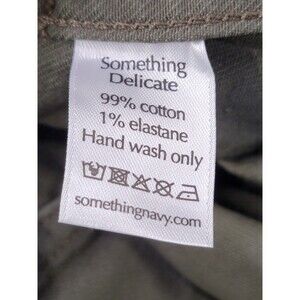 Something
Delicate
99% cotton
1% elastane
Hand wash only
somethingnavy.com